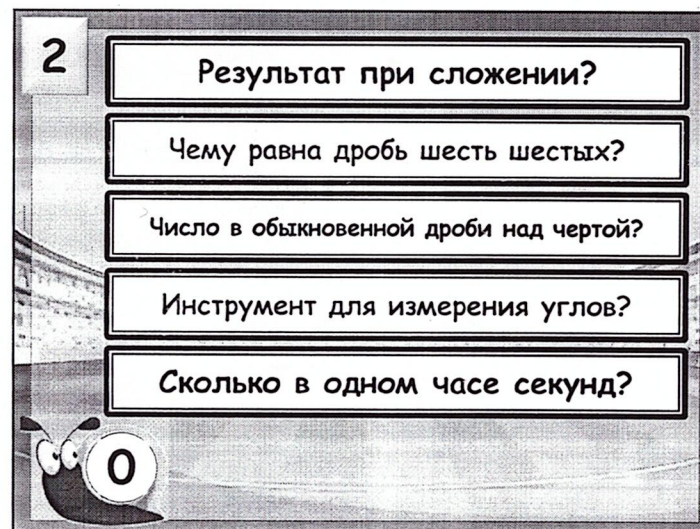 2
Результат при сложении?
Чему равна дробь шесть шестых?
Число в обыкновенной дроби над чертой?
Инструмент для измерения углов?
Сколько в одном часе секунд?
0